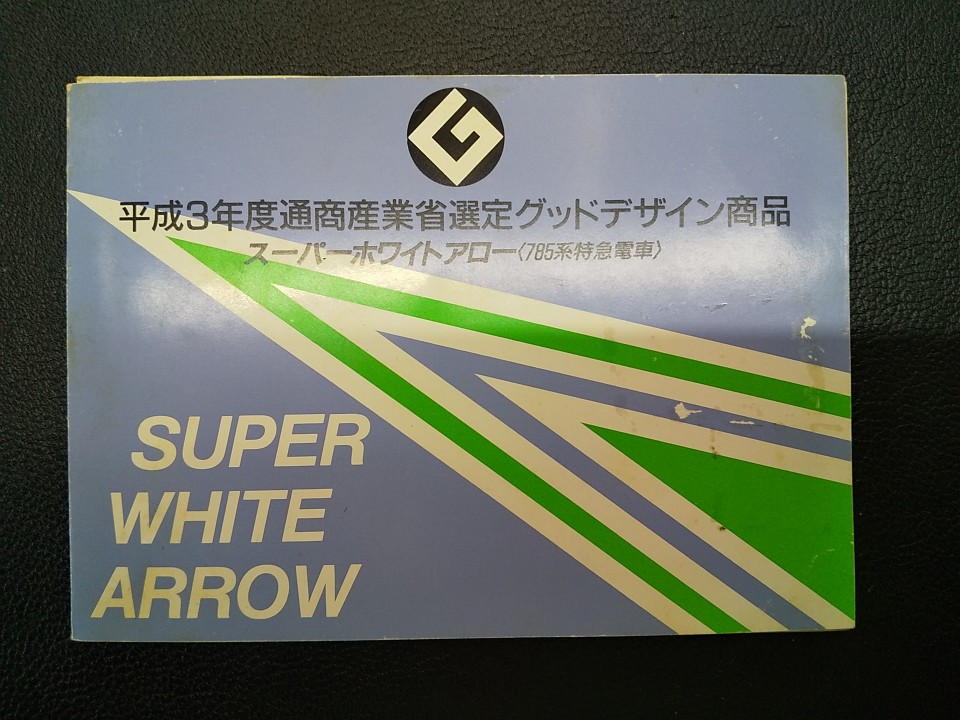 平成3年度通商産業省選定グッドデザイン商品
スーパーホワイトアロー〈785系特急電車〉
SUPER
WHITE
ARROW